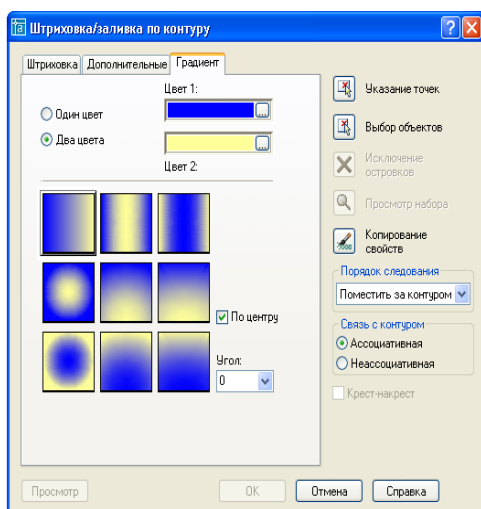 Штриховка/заливка по контуру
Штриховка
Дополнительные
Градиент
Цвет 1:
Один цвет
...
Два цвета
...
Цвет 2:
По центру
Угол:
0
Указание точек
Выбор объектов
Исключение
островков
Просмотр набора
Копирование
свойств
Порядок следования
Поместить за контуром
Связь с контуром
Ассоциативная
Неассоциативная
Крест-накрест
Просмотр
OK
Отмена
Справка